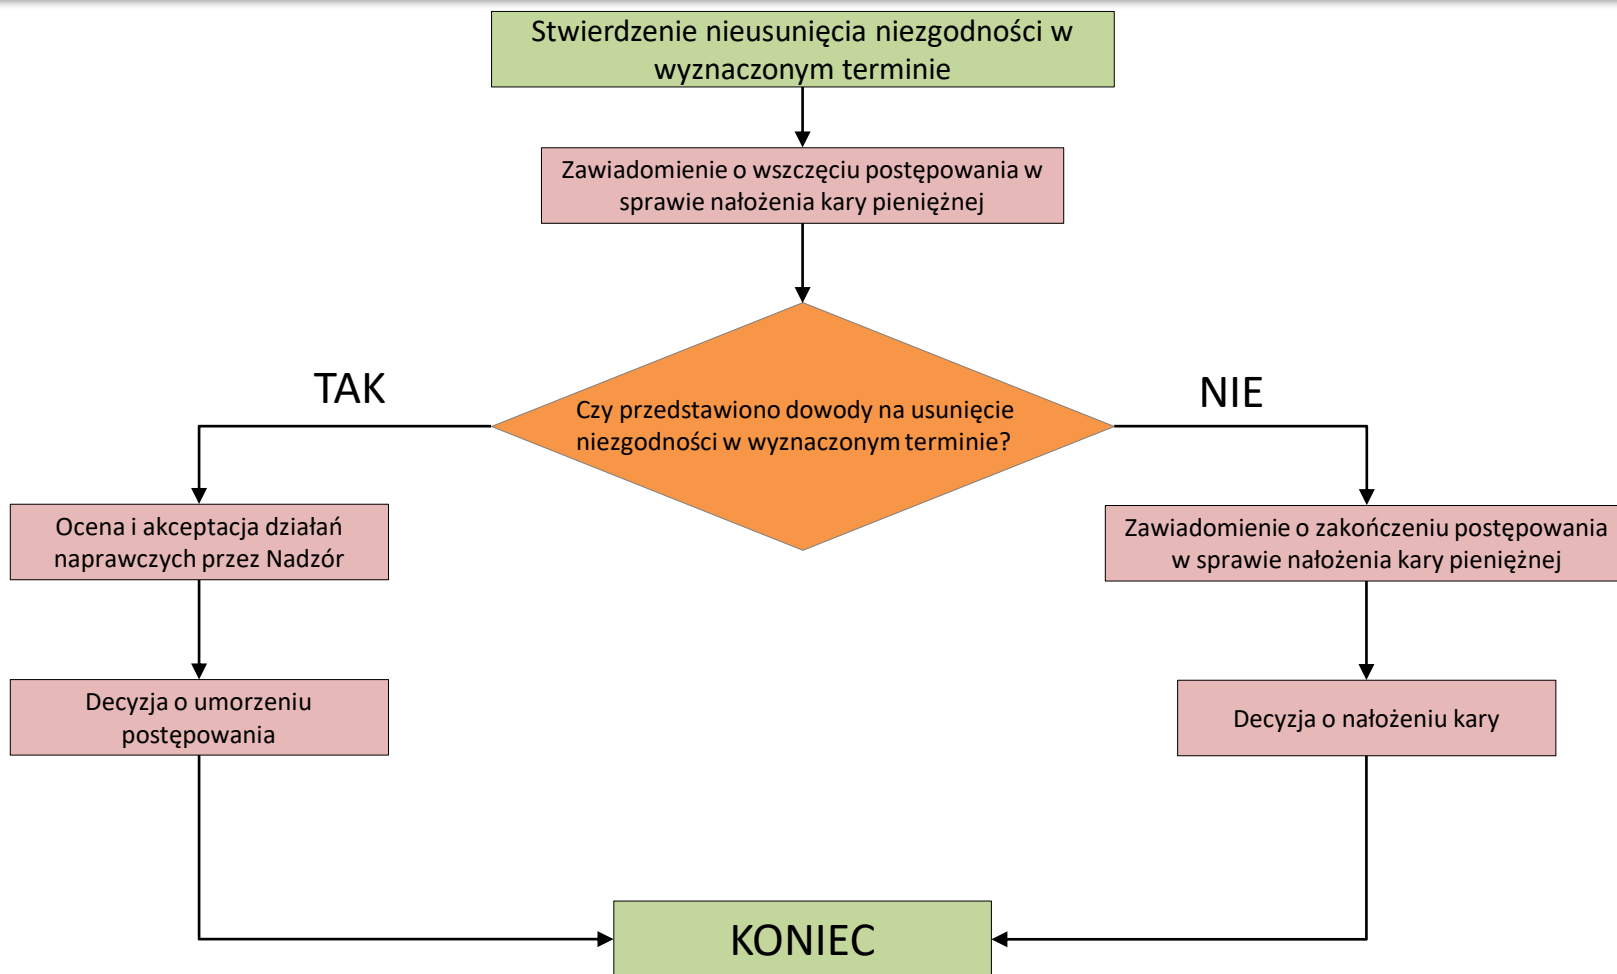 Stwierdzenie nieusunięcia niezgodności w
wyznaczonym terminie
Zawiadomienie o wszczęciu postępowania w
sprawie nałożenia kary pieniężnej
TAK
NIE
Czy przedstawiono dowody na usunięcie
niezgodności w wyznaczonym terminie?
Ocena i akceptacja działań
naprawczych przez Nadzór
Zawiadomienie o zakończeniu postępowania
w sprawie nałożenia kary pieniężnej
Decyzja o umorzeniu
postępowania
Decyzja o nałożeniu kary
KONIEC